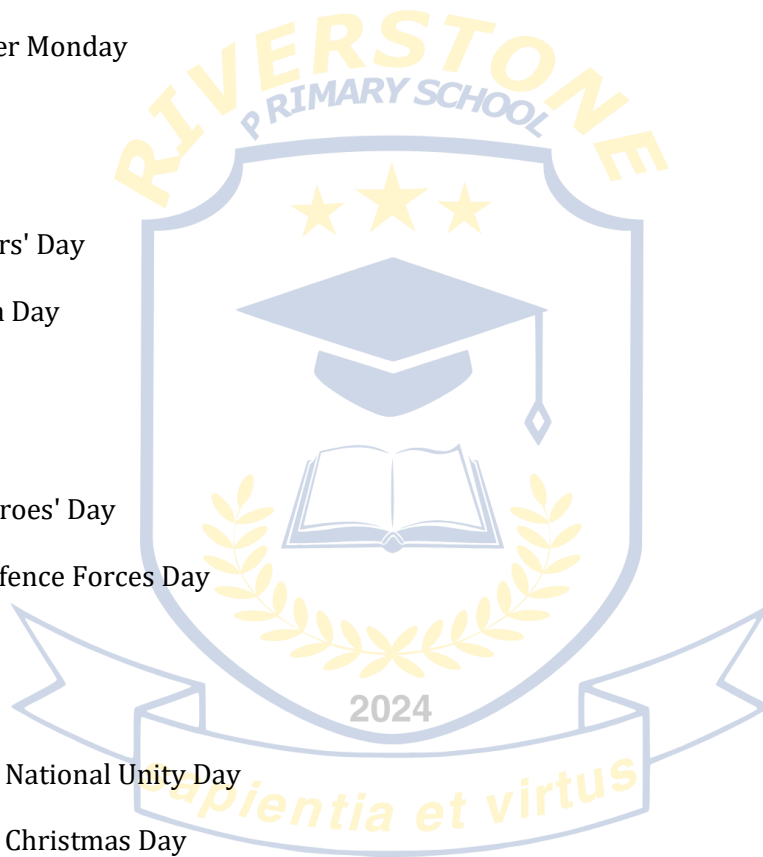 RIVERSTONE
PRIMARY SCHOOL
er Monday
rs' Day
Day
roes' Day
fence Forces Day
2024
National Unity Day
sapientia et virtus
Christmas Day